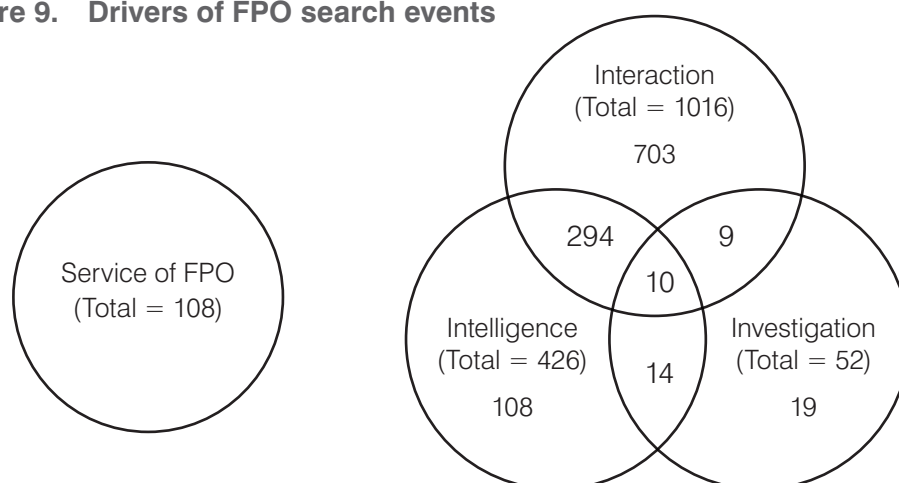 re 9. Drivers of FPO search events
Interaction
(Total = 1016)
703
294
9
10
Service of FPO
(Total = 108)
Intelligence
(Total = 426)
108
14
Investigation
(Total = 52)
19